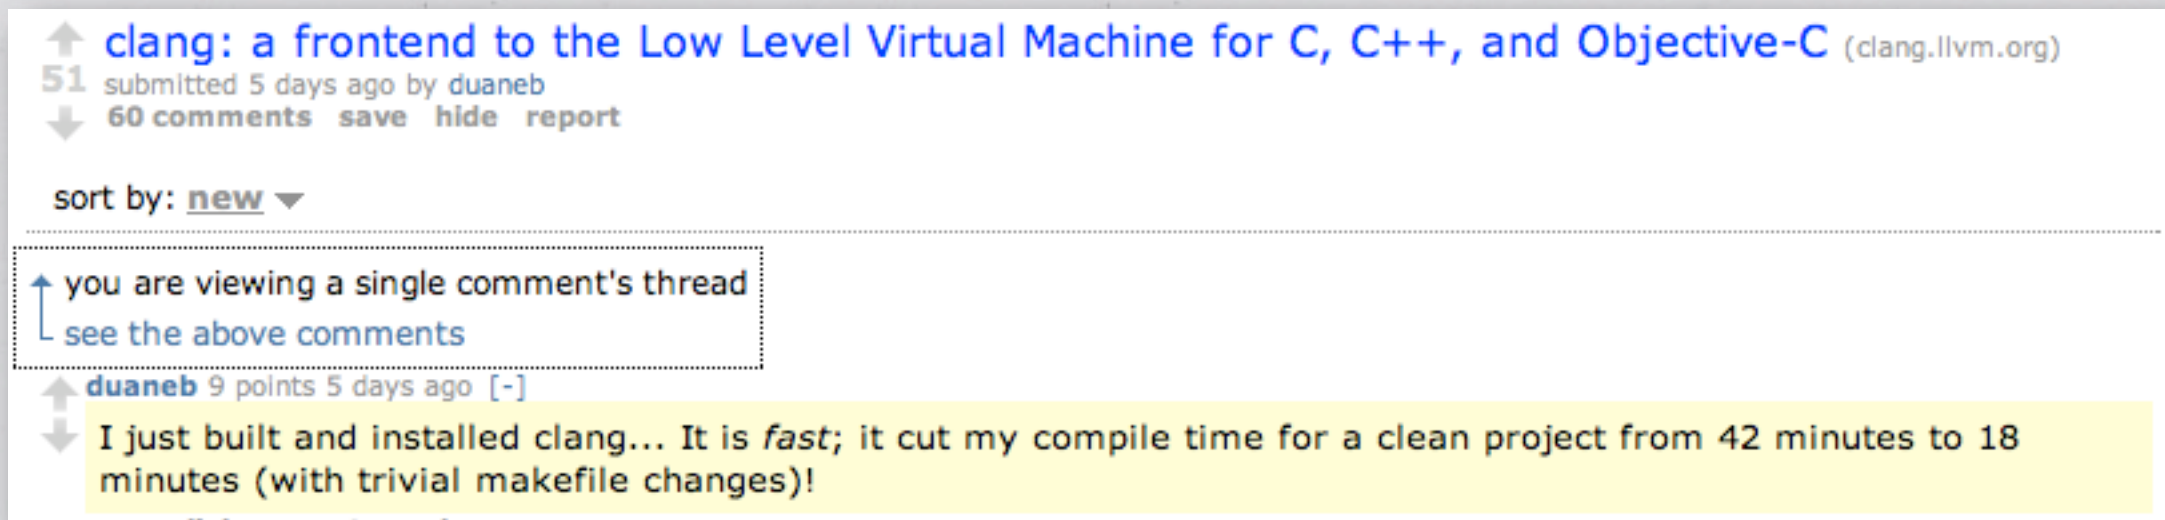 clang: a frontend to the Low Level Virtual Machine for C, C++, and Objective-C (clang.llvm.org)
51
submitted 5 days ago by duaneb
60 comments save hide report
sort by: new
you are viewing a single comment's thread
see the above comments
duaneb 9 points 5 days ago [-]
I just built and installed clang... It is fast; it cut my compile time for a clean project from 42 minutes to 18
minutes (with trivial makefile changes)!